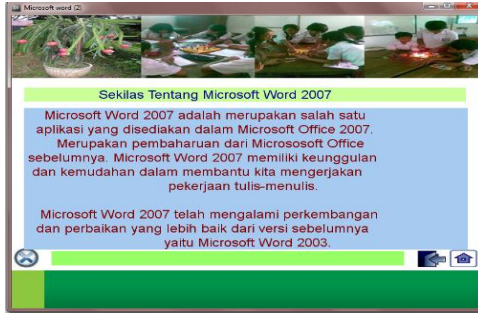 Microsoft word (2)
Sekilas Tentang Microsoft Word 2007
Microsoft Word 2007 adalah merupakan salah satu
aplikasi yang disediakan dalam Microsoft Office 2007.
Merupakan pembaharuan dari Micrososoft Office
sebelumnya. Microsoft Word 2007 memiliki keunggulan
dan kemudahan dalam membantu kita mengerjakan
pekerjaan tulis-menulis.
Microsoft Word 2007 telah mengalami perkembangan
dan perbaikan yang lebih baik dari versi sebelumnya
yaitu Microsoft Word 2003.